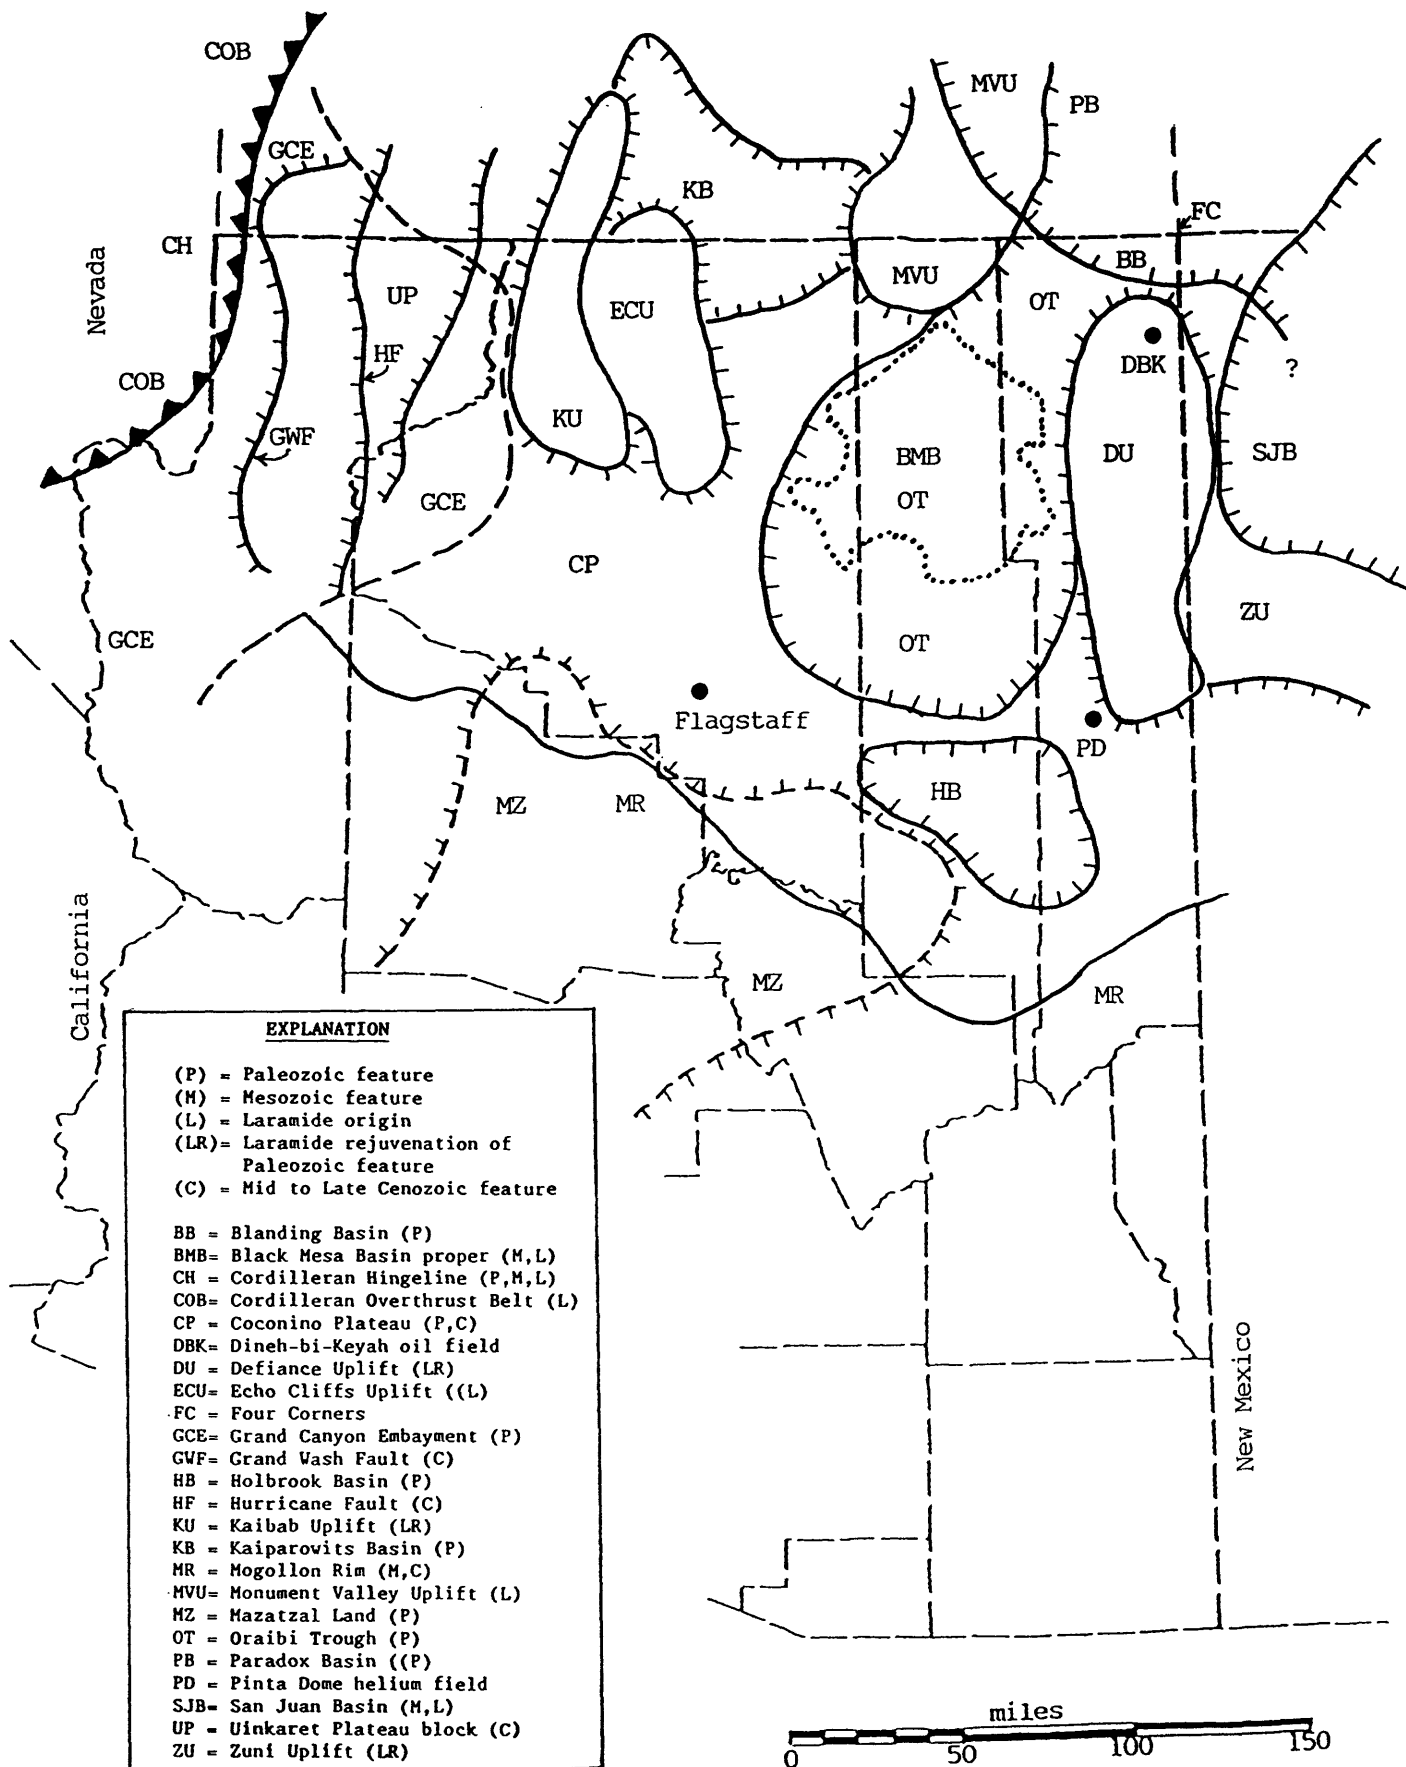 COB
MVU
PB
GCE
KB
FC
CH
Nevada
BB
MVU
UP
OT
ECU
HF
DBK
?
COB
KU
GWF
BMB
DU
SJB
GCE
OT
CP
ZU
GCE
OT
Flagstaff
PD
HB
MZ
MR
California
MZ
MR
EXPLANATION
(P) = Paleozoic feature
(M) = Mesozoic feature
(L) = Laramide origin
(LR)= Laramide rejuvenation of
Paleozoic feature
(C) = Mid to Late Cenozoic feature
BB = Blanding Basin (P)
BMB= Black Mesa Basin proper (M,L)
CH = Cordilleran Hingeline (P,M,L)
COB= Cordilleran Overthrust Belt (L)
CP = Coconino Plateau (P,C)
DBK= Dineh-bi-Keyah oil field
DU = Defiance Uplift (LR)
ECU= Echo Cliffs Uplift ((L)
FC = Four Corners
GCE= Grand Canyon Embayment (P)
GWF= Grand Wash Fault (C)
HB = Holbrook Basin (P)
HF = Hurricane Fault (C)
KU = Kaibab Uplift (LR)
KB = Kaiparowits Basin (P)
MR = Mogollon Rim (M,C)
MVU= Monument Valley Uplift (L)
MZ = Mazatzal Land (P)
OT = Oraibi Trough (P)
PB = Paradox Basin ((P)
PD = Pinta Dome helium field
SJB= San Juan Basin (M,L)
UP = Uinkaret Plateau block (C)
ZU = Zuni Uplift (LR)
New Mexico
miles
0 50 100 150